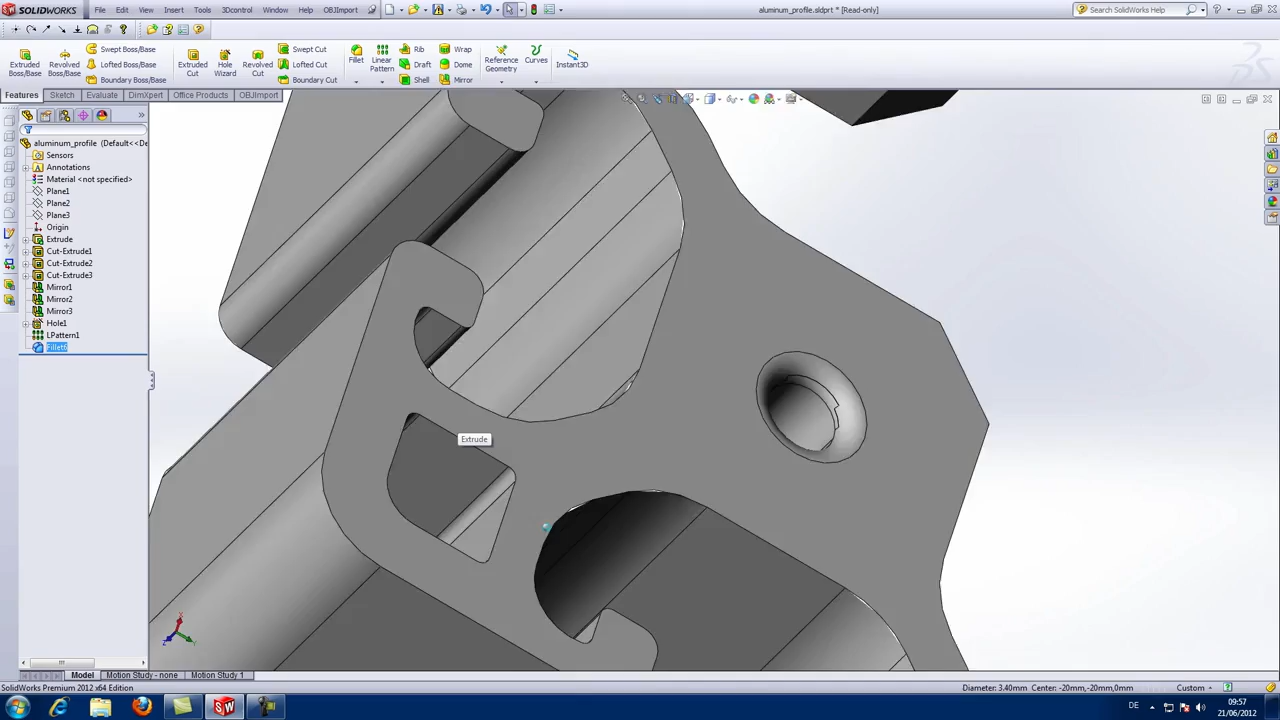 SOLIDWORKS File Edit View Insert Tools 3Dcontrol Window Help OBJImport aluminum_profile.sldprt * [Read-only] Search SolidWorks Help
Extruded Boss/Base Revolved Boss/Base Swept Boss/Base Lofted Boss/Base Boundary Boss/Base Extruded Cut Hole Wizard Revolved Cut Swept Cut Lofted Cut Boundary Cut Fillet Linear Pattern Rib Draft Shell Wrap Dome Mirror Reference Geometry Curves Instant3D
Features Sketch Evaluate DimXpert Office Products OBJImport
aluminum_profile (Default<<De
Sensors
Annotations
Material <not specified>
Plane1
Plane2
Plane3
Origin
Extrude
Cut-Extrude1
Cut-Extrude2
Cut-Extrude3
Mirror1
Mirror2
Mirror3
Hole1
LPattern1
Fillet6
Extrude
Model Motion Study - none Motion Study 1
SolidWorks Premium 2012 x64 Edition Diameter: 3.40mm Center: -20mm,-20mm,0mm Custom
DE 09:57
21/06/2012